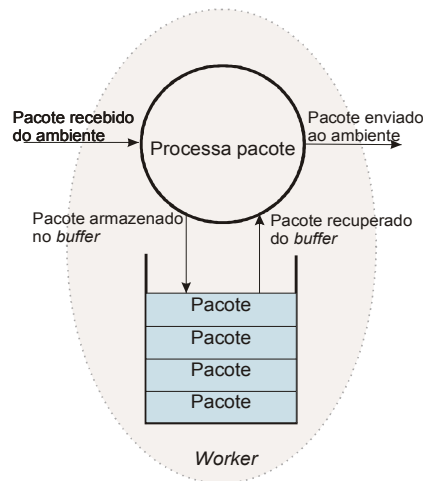 Pacote recebido
do ambiente
Pacote enviado
ao ambiente
Processa pacote
Pacote armazenado
no buffer
Pacote recuperado
do buffer
Pacote
Pacote
Pacote
Pacote
Worker